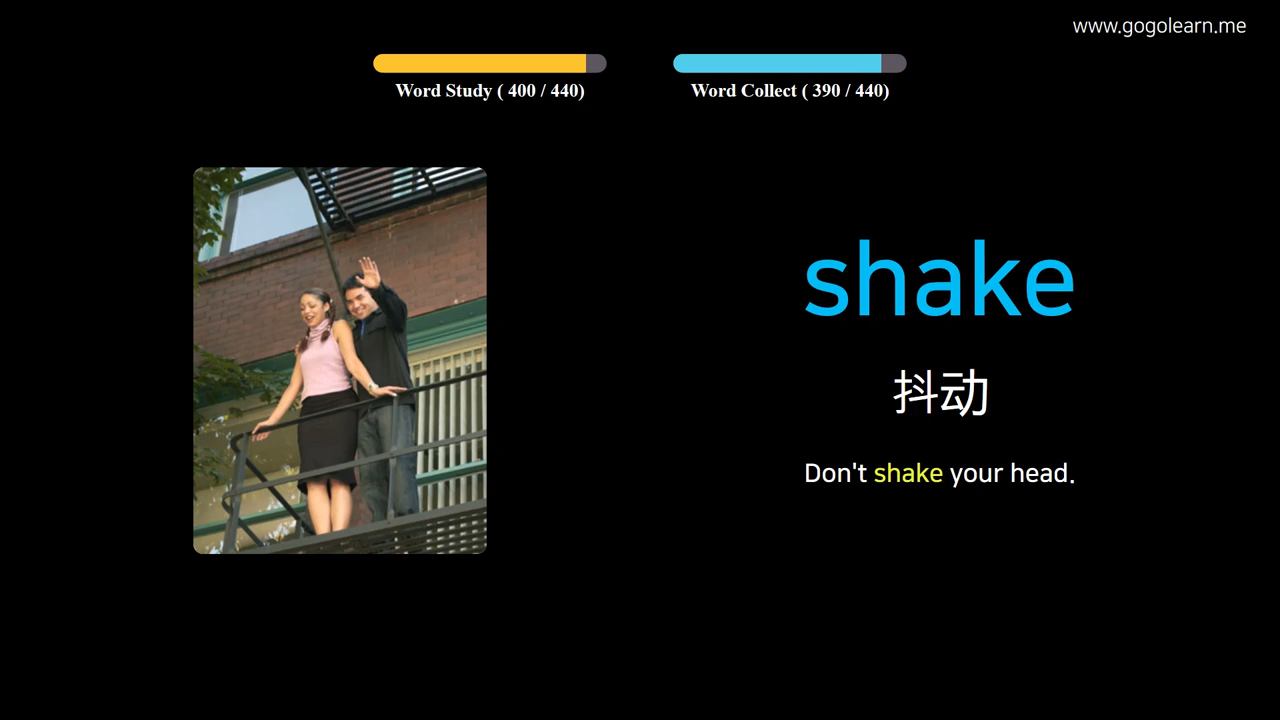 www.gogolearn.me
Word Study ( 400 / 440)
Word Collect ( 390 / 440)
shake
抖动
Don't shake your head.